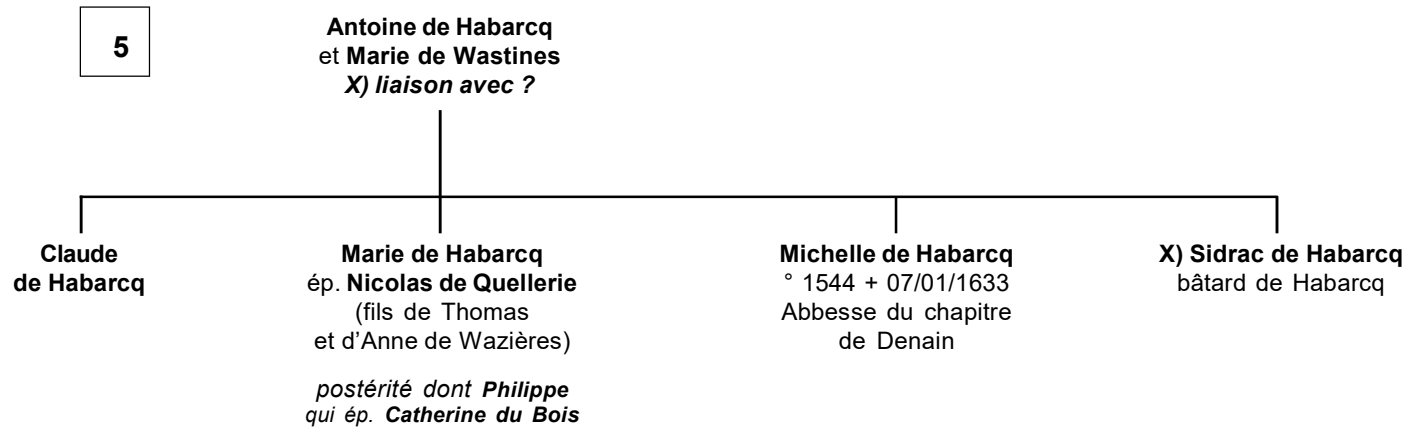 5
Antoine de Habarcq
et Marie de Wastines
X) liaison avec ?
Claude
de Habarcq
Marie de Habarcq
ép. Nicolas de Quellerie
(fils de Thomas
et d'Anne de Wazières)
postérité dont Philippe
qui ép. Catherine du Bois
Michelle de Habarcq
° 1544 + 07/01/1633
Abbesse du chapitre
de Denain
X) Sidrac de Habarcq
bâtard de Habarcq